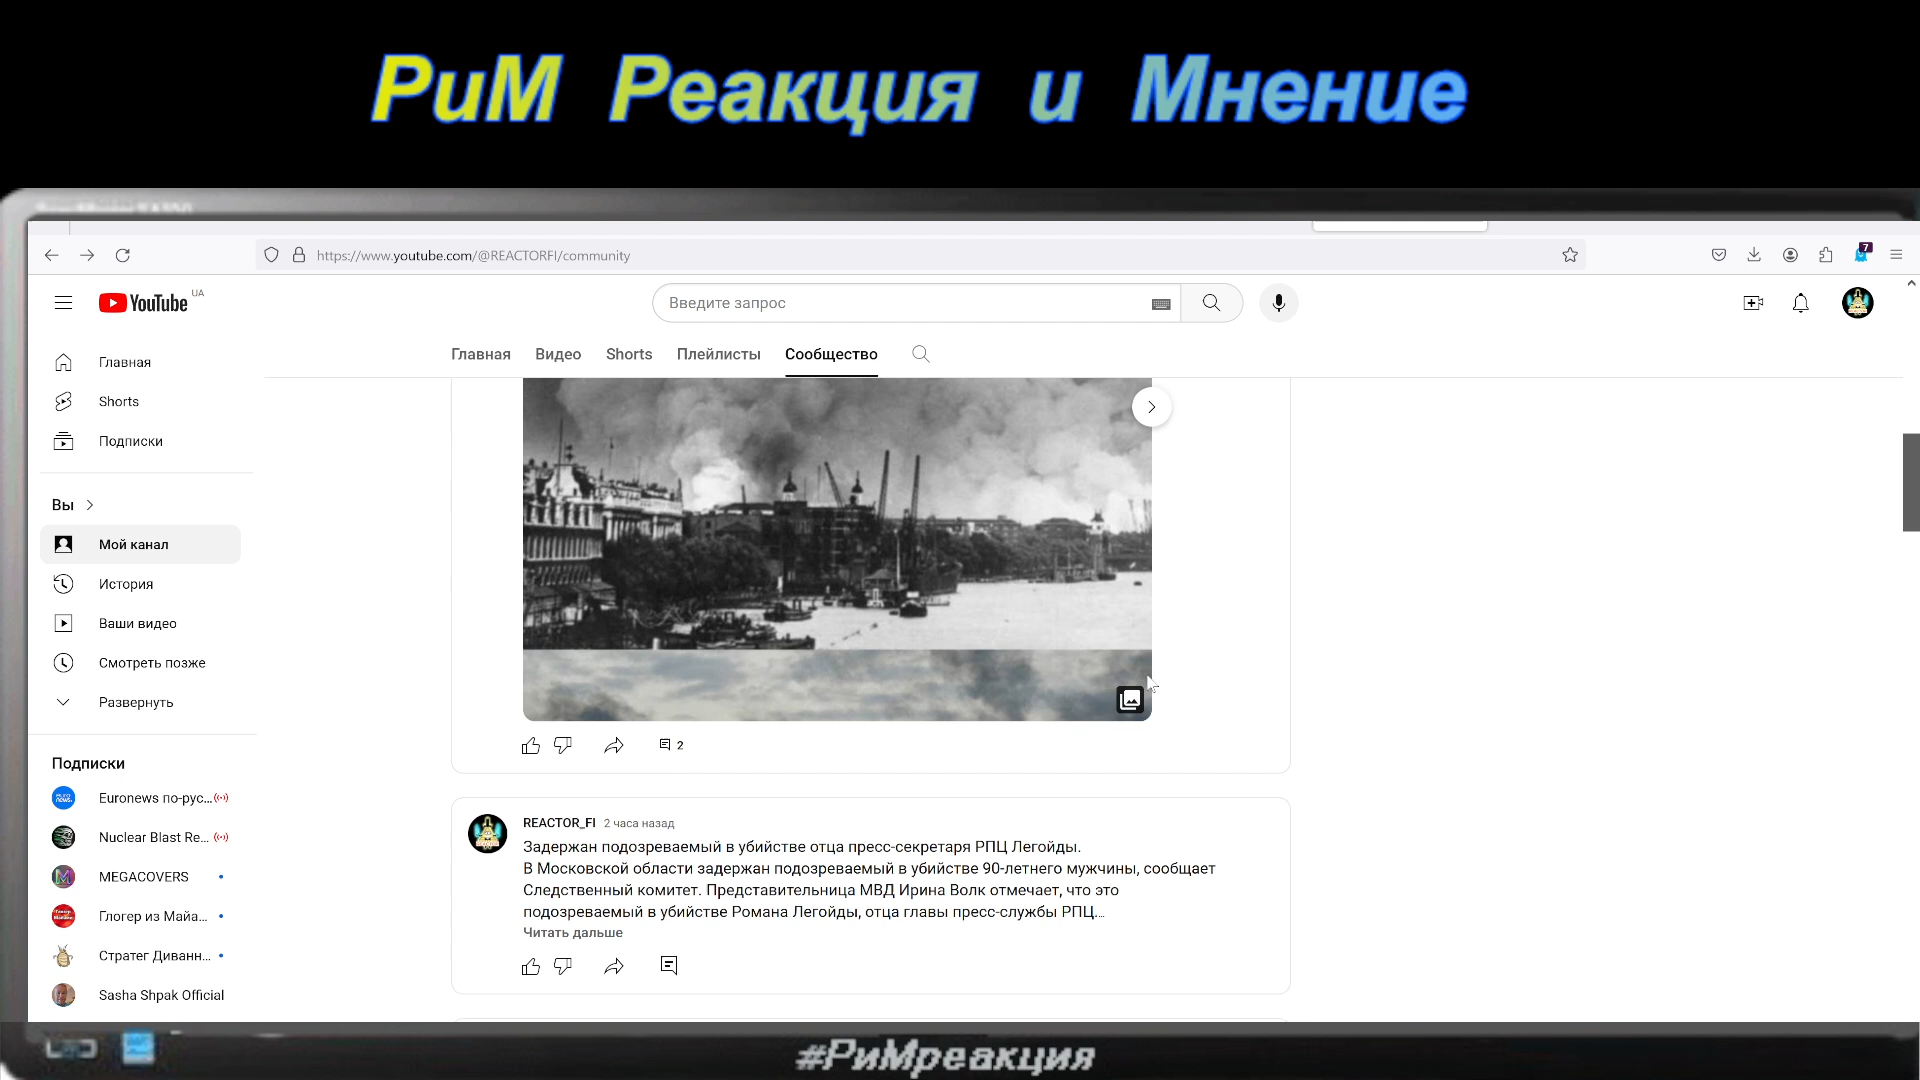 РиМ Реакция и Мнение
https://www.youtube.com/@REACTORFI/community
7
YouTube UA
Введите запрос
Главная
Видео
Shorts
Плейлисты
Сообщество
Главная
Shorts
Подписки
Вы
Мой канал
История
Ваши видео
Смотреть позже
Развернуть
Подписки
Euronews по-рус...
Nuclear Blast Re...
MEGACOVERS
Глогер из Майа...
Стратег Диванн...
Sasha Shpak Official
2
REACTOR_FI 2 часа назад
Задержан подозреваемый в убийстве отца пресс-секретаря РПЦ Легойды.
В Московской области задержан подозреваемый в убийстве 90-летнего мужчины, сообщает
Следственный комитет. Представительница МВД Ирина Волк отмечает, что это
подозреваемый в убийстве Романа Легойды, отца главы пресс-службы РПЦ...
Читать дальше
#РиМреакция